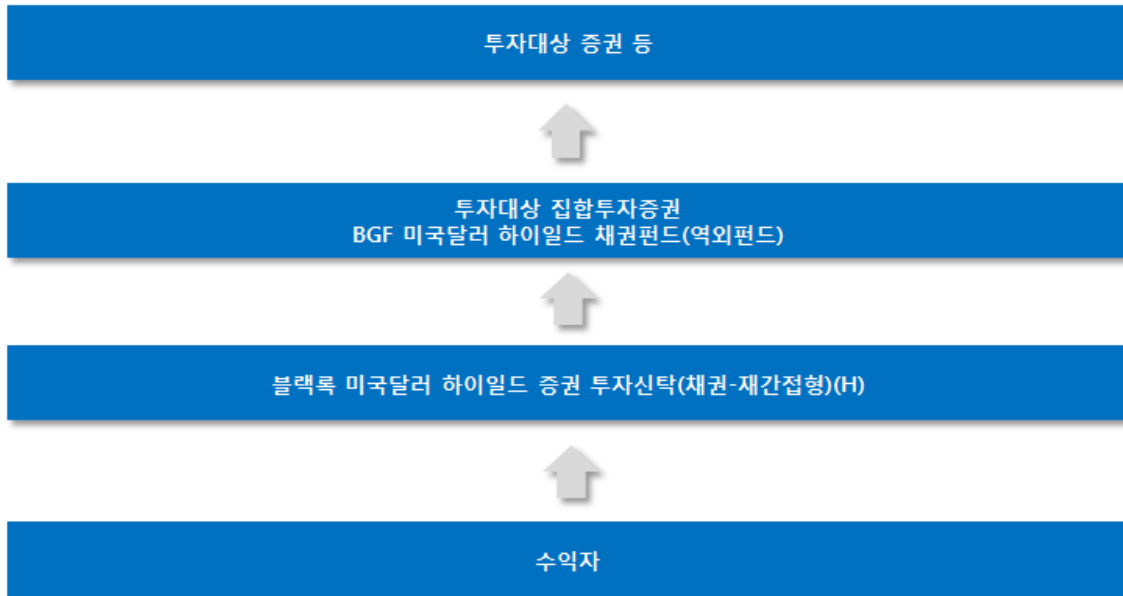 투자대상 증권 등
투자대상 집합투자증권
BGF 미국달러 하이일드 채권펀드(역외펀드)
블랙록 미국달러 하이일드 증권 투자신탁(채권-재간접형)(H)
수익자